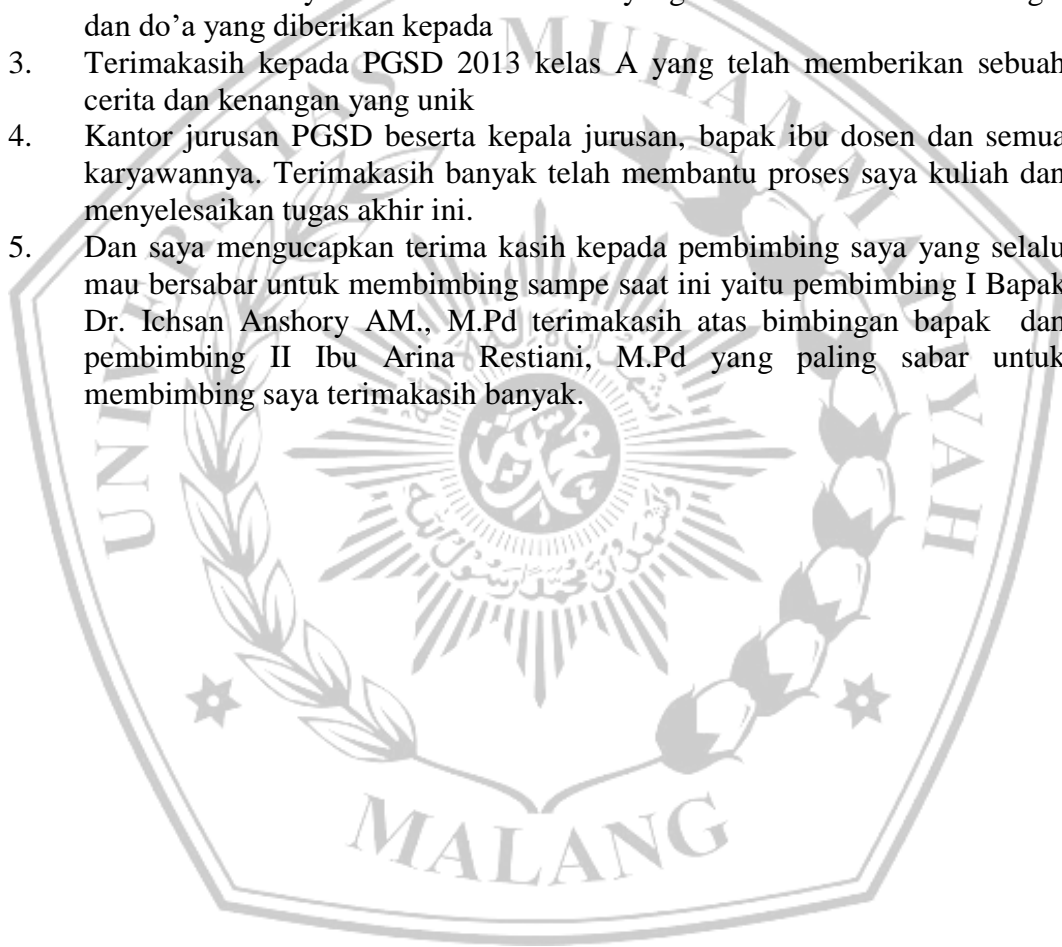 dan do’a yang diberikan kepada
3. Terimakasih kepada PGSD 2013 kelas A yang telah memberikan sebuah
cerita dan kenangan yang unik
4. Kantor jurusan PGSD beserta kepala jurusan, bapak ibu dosen dan semua
karyawannya. Terimakasih banyak telah membantu proses saya kuliah dan
menyelesaikan tugas akhir ini.
5. Dan saya mengucapkan terima kasih kepada pembimbing saya yang selalu
mau bersabar untuk membimbing sampe saat ini yaitu pembimbing I Bapak
Dr. Ichsan Anshory AM., M.Pd terimakasih atas bimbingan bapak dan
pembimbing II Ibu Arina Restiani, M.Pd yang paling sabar untuk
membimbing saya terimakasih banyak.
UNIVERSITAS MUHAMMADIYAH
MALANG